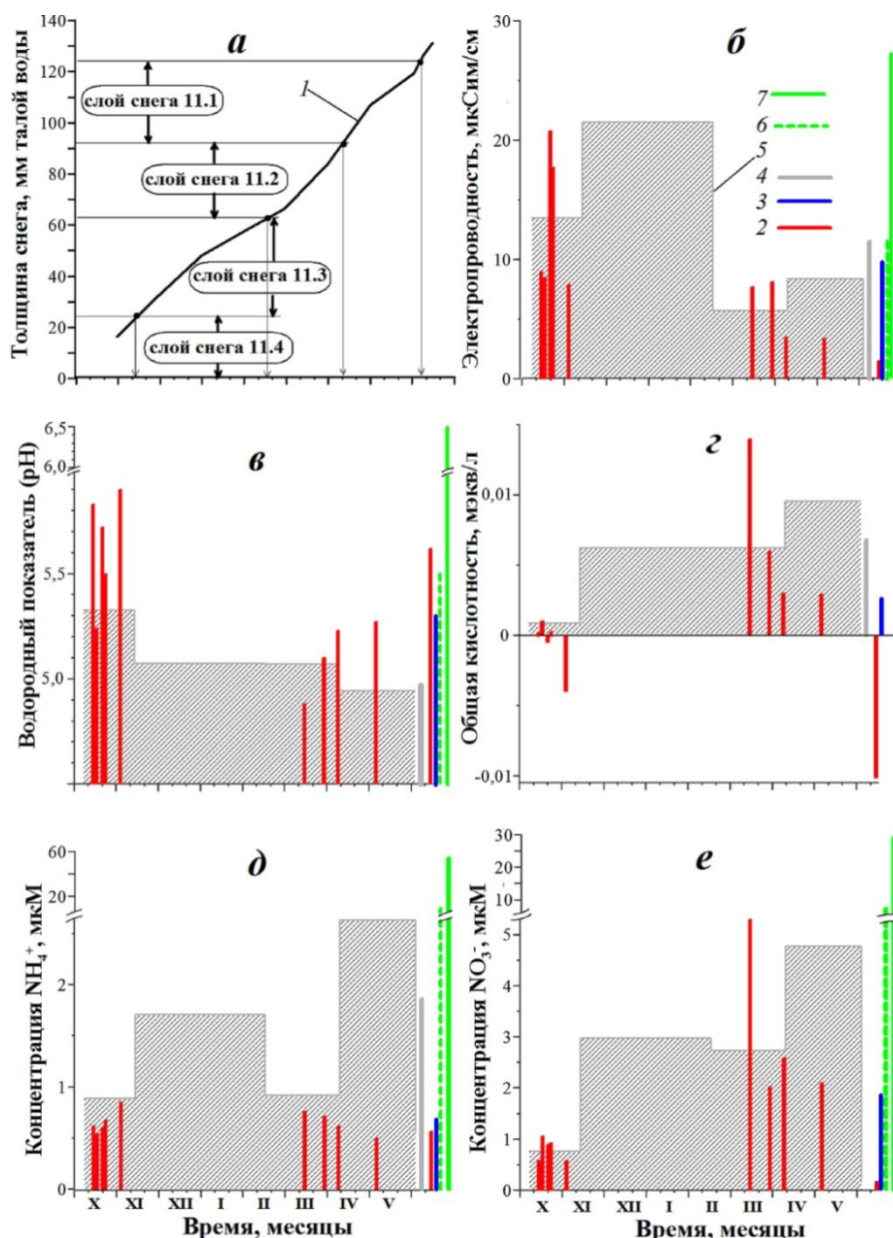 а
Толщина снега, мм талой воды
140
120
100
80
60
40
20
0
1
слой снега 11.1
слой снега 11.2
слой снега 11.3
слой снега 11.4
б
Электропроводность, мкСим/см
30
20
10
0
7
6
5
4
3
2
в
Водородный показатель (pH)
6,5
6,0
5,5
5,0
г
Общая кислотность, мэкв/л
0,01
0
-0,01
д
Концентрация NH₄⁺, мкМ
60
20
2
1
0
X XI XII I II III IV V
Время, месяцы
е
Концентрация NO₃⁻, мкМ
30
25
20
10
5
4
3
2
1
0
X XI XII I II III IV V
Время, месяцы